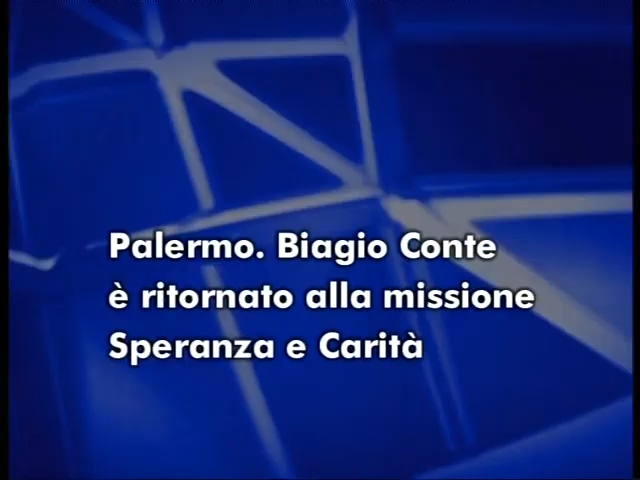 Palermo. Biagio Conte
è ritornato alla missione
Speranza e Carità